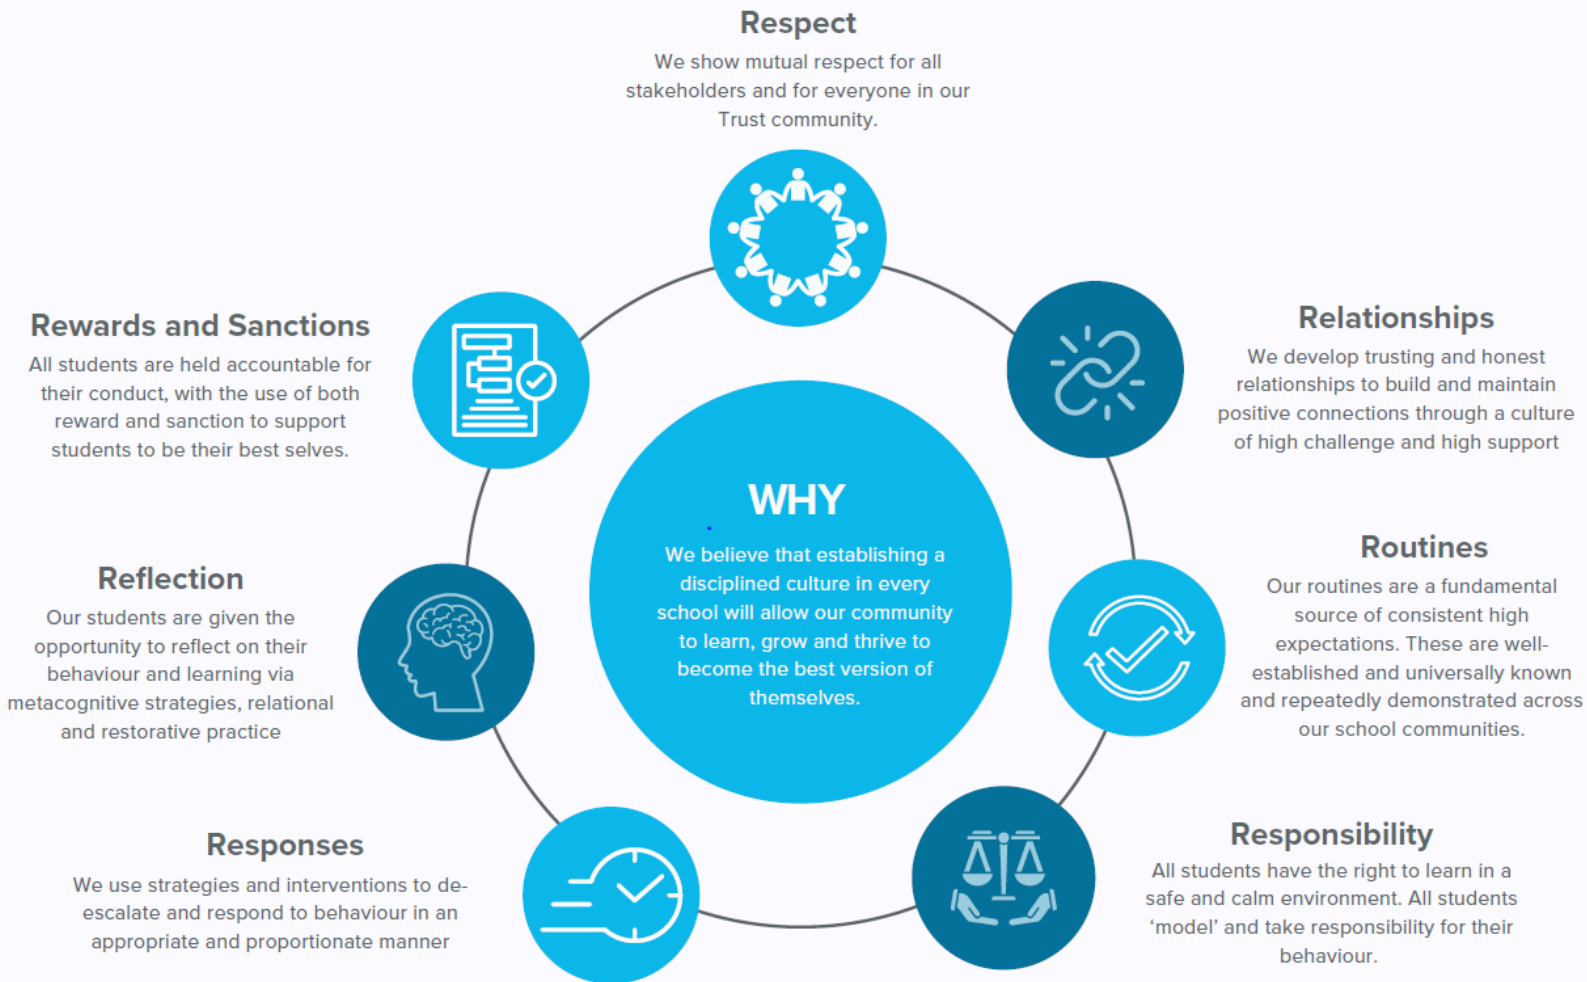 Respect
We show mutual respect for all
stakeholders and for everyone in our
Trust community.
Relationships
We develop trusting and honest
relationships to build and maintain
positive connections through a culture
of high challenge and high support
Routines
Our routines are a fundamental
source of consistent high
expectations. These are well-
established and universally known
and repeatedly demonstrated across
our school communities.
Responsibility
All students have the right to learn in a
safe and calm environment. All students
‘model’ and take responsibility for their
behaviour.
Responses
We use strategies and interventions to de-
escalate and respond to behaviour in an
appropriate and proportionate manner
Reflection
Our students are given the
opportunity to reflect on their
behaviour and learning via
metacognitive strategies, relational
and restorative practice
Rewards and Sanctions
All students are held accountable for
their conduct, with the use of both
reward and sanction to support
students to be their best selves.
WHY
We believe that establishing a
disciplined culture in every
school will allow our community
to learn, grow and thrive to
become the best version of
themselves.